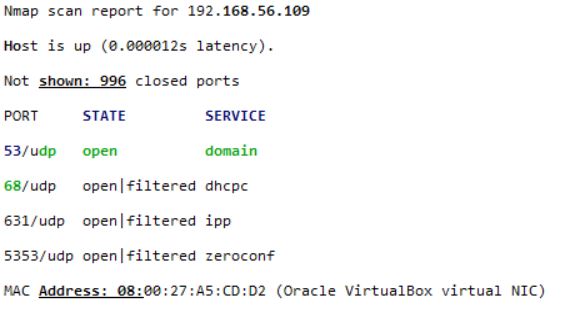 Nmap scan report for 192.168.56.109
Host is up (0.000012s latency).
Not shown: 996 closed ports
PORT     STATE         SERVICE
53/udp   open          domain
68/udp   open|filtered dhcpc
631/udp  open|filtered ipp
5353/udp open|filtered zeroconf
MAC Address: 08:00:27:A5:CD:D2 (Oracle VirtualBox virtual NIC)